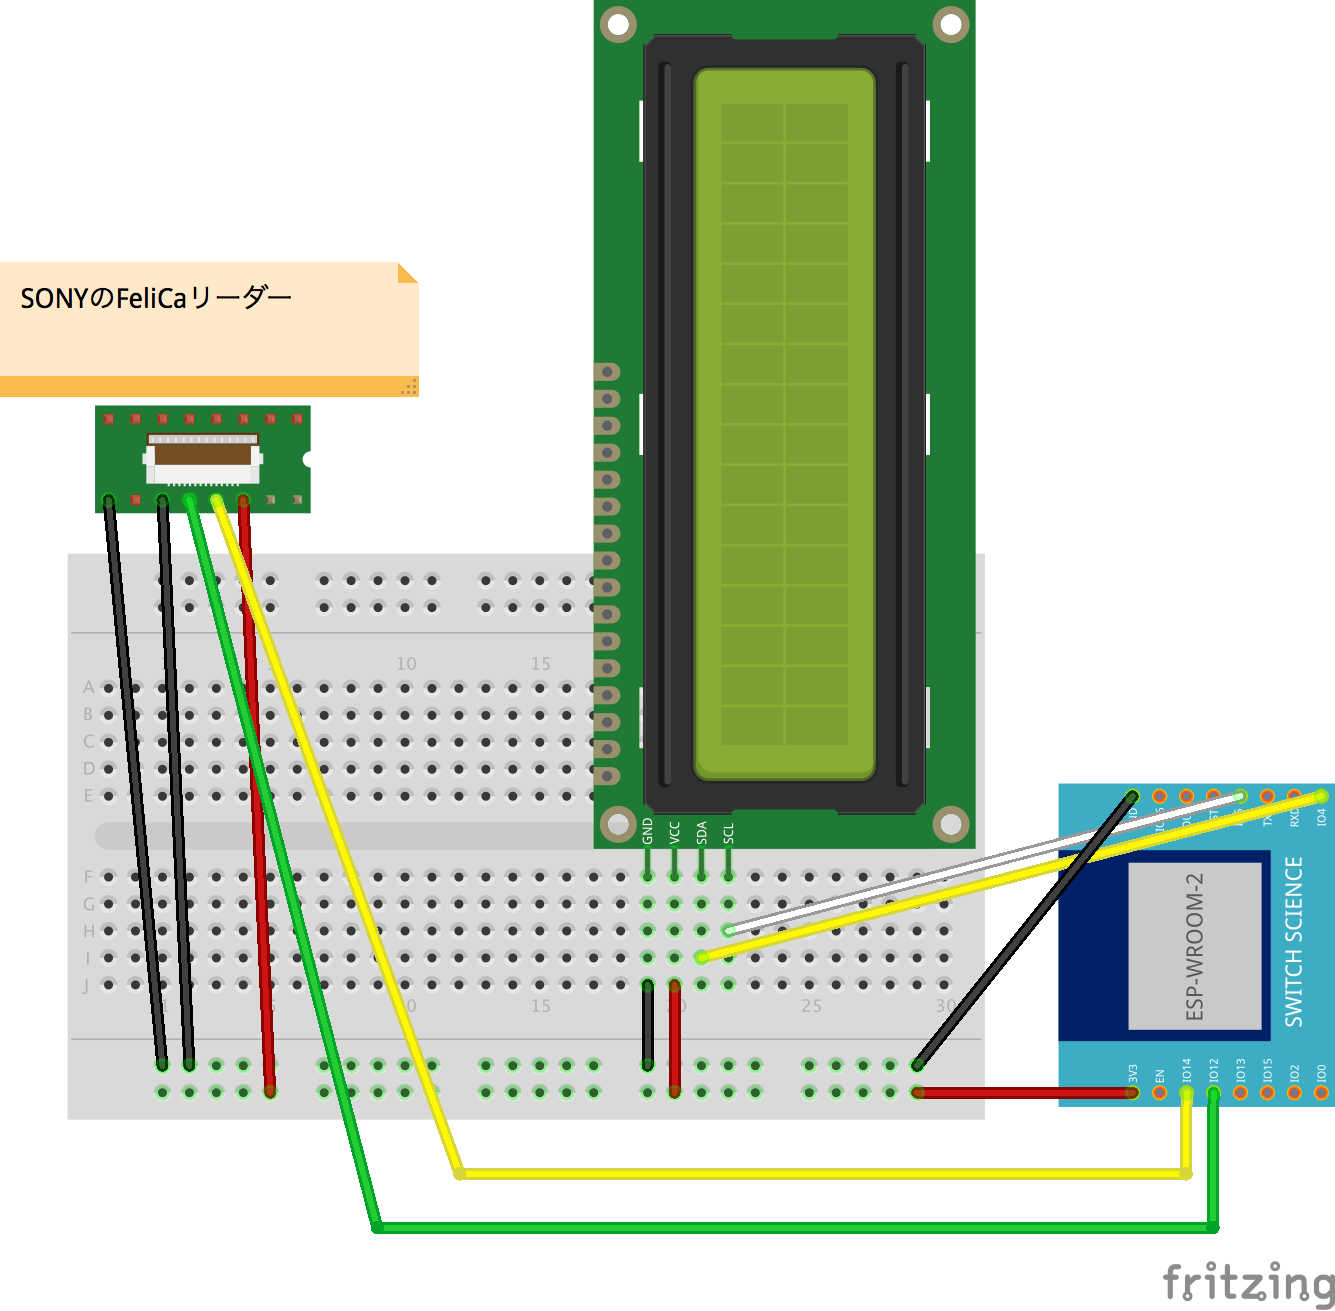 SONYのFeliCaリーダー
10
15
A
B
C
D
E
GND
VCC
SDA
SCL
F
G
H
I
J
15
25
30
TX
RXD
IO4
ESP-WROOM-2
SWITCH SCIENCE
3V3
EN
IO14
IO12
IO13
IO15
IO2
IO0
fritzing